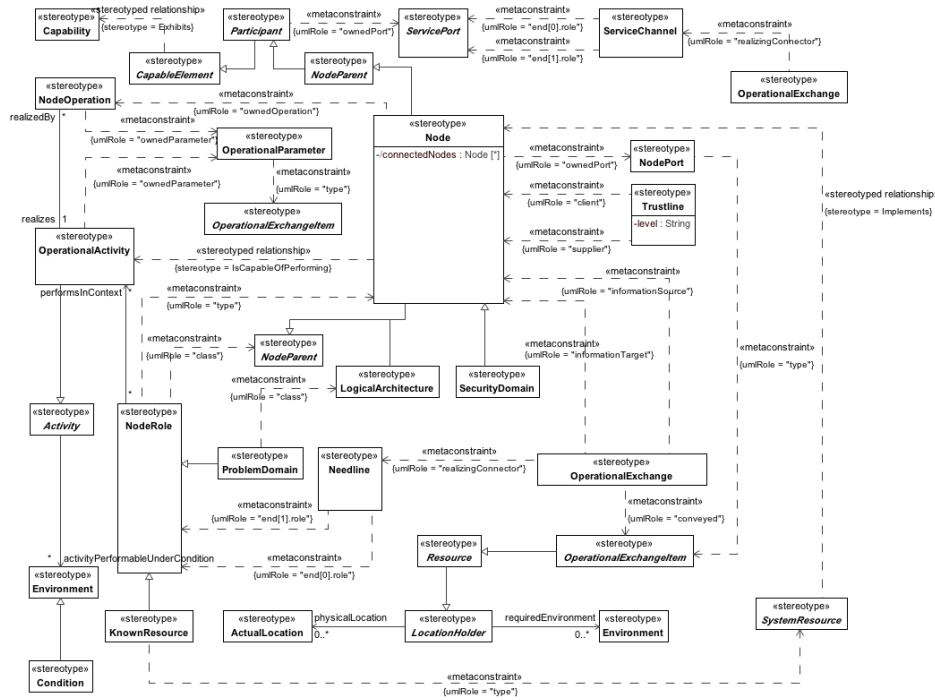 «stereotype»
Capability
«stereotyped relationship»
{stereotype = Exhibits}
«stereotype»
Participant
«metaconstraint»
{umlRole = "ownedPort"}
«stereotype»
ServicePort
«metaconstraint»
{umlRole = "end[0].role"}
«metaconstraint»
{umlRole = "end[1].role"}
«stereotype»
ServiceChannel
«metaconstraint»
{umlRole = "realizingConnector"}
«stereotype»
CapableElement
«stereotype»
NodeParent
«stereotype»
OperationalExchange
«stereotype»
NodeOperation
«metaconstraint»
{umlRole = "ownedOperation"}
realizedBy
*
«metaconstraint»
{umlRole = "ownedParameter"}
«stereotype»
OperationalParameter
«stereotype»
Node
-/connectedNodes : Node [*]
«metaconstraint»
{umlRole = "ownedPort"}
«stereotype»
NodePort
«metaconstraint»
{umlRole = "ownedParameter"}
«metaconstraint»
{umlRole = "type"}
«metaconstraint»
{umlRole = "client"}
«stereotype»
Trustline
-level : String
«stereotyped relationship»
{stereotype = Implements}
realizes
1
«stereotype»
OperationalExchangeItem
«metaconstraint»
{umlRole = "supplier"}
«stereotype»
OperationalActivity
«stereotyped relationship»
{stereotype = IsCapableOfPerforming}
performsInContext
*
«metaconstraint»
{umlRole = "type"}
«metaconstraint»
{umlRole = "informationSource"}
«metaconstraint»
{umlRole = "class"}
«stereotype»
NodeParent
«metaconstraint»
{umlRole = "informationTarget"}
«metaconstraint»
{umlRole = "type"}
«metaconstraint»
{umlRole = "class"}
«stereotype»
LogicalArchitecture
«stereotype»
SecurityDomain
*
«stereotype»
Activity
«stereotype»
NodeRole
«stereotype»
ProblemDomain
«stereotype»
Needline
«metaconstraint»
{umlRole = "realizingConnector"}
«stereotype»
OperationalExchange
«metaconstraint»
{umlRole = "end[1].role"}
«metaconstraint»
{umlRole = "conveyed"}
*
activityPerformableUnderCondition
«metaconstraint»
{umlRole = "end[0].role"}
«stereotype»
Resource
«stereotype»
OperationalExchangeItem
«stereotype»
Environment
«stereotype»
KnownResource
«stereotype»
ActualLocation
physicalLocation
0..*
«stereotype»
LocationHolder
requiredEnvironment
0..*
«stereotype»
Environment
«stereotype»
SystemResource
«stereotype»
Condition
«metaconstraint»
{umlRole = "type"}